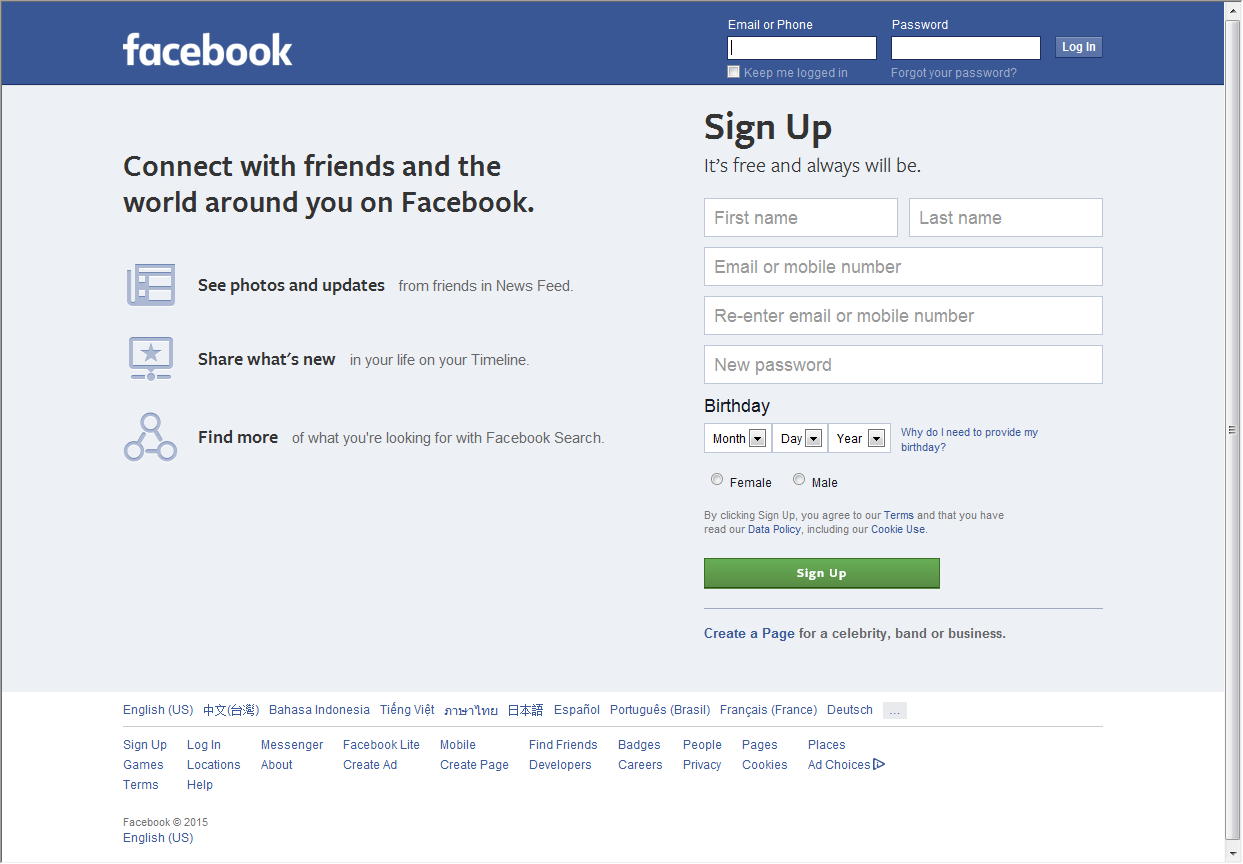 facebook
Email or Phone
Password
Log In
Keep me logged in
Forgot your password?
Connect with friends and the
world around you on Facebook.
See photos and updates from friends in News Feed.
Share what's new in your life on your Timeline.
Find more of what you're looking for with Facebook Search.
Sign Up
It's free and always will be.
First name
Last name
Email or mobile number
Re-enter email or mobile number
New password
Birthday
Month Day Year
Why do I need to provide my
birthday?
Female Male
By clicking Sign Up, you agree to our Terms and that you have
read our Data Policy, including our Cookie Use.
Sign Up
Create a Page for a celebrity, band or business.
English (US) 中文(台灣) Bahasa Indonesia Tiếng Việt ภาษาไทย 日本語 Español Português (Brasil) Français (France) Deutsch ...
Sign Up Log In Messenger Facebook Lite Mobile Find Friends Badges People Pages Places
Games Locations About Create Ad Create Page Developers Careers Privacy Cookies Ad Choices
Terms Help
Facebook © 2015
English (US)